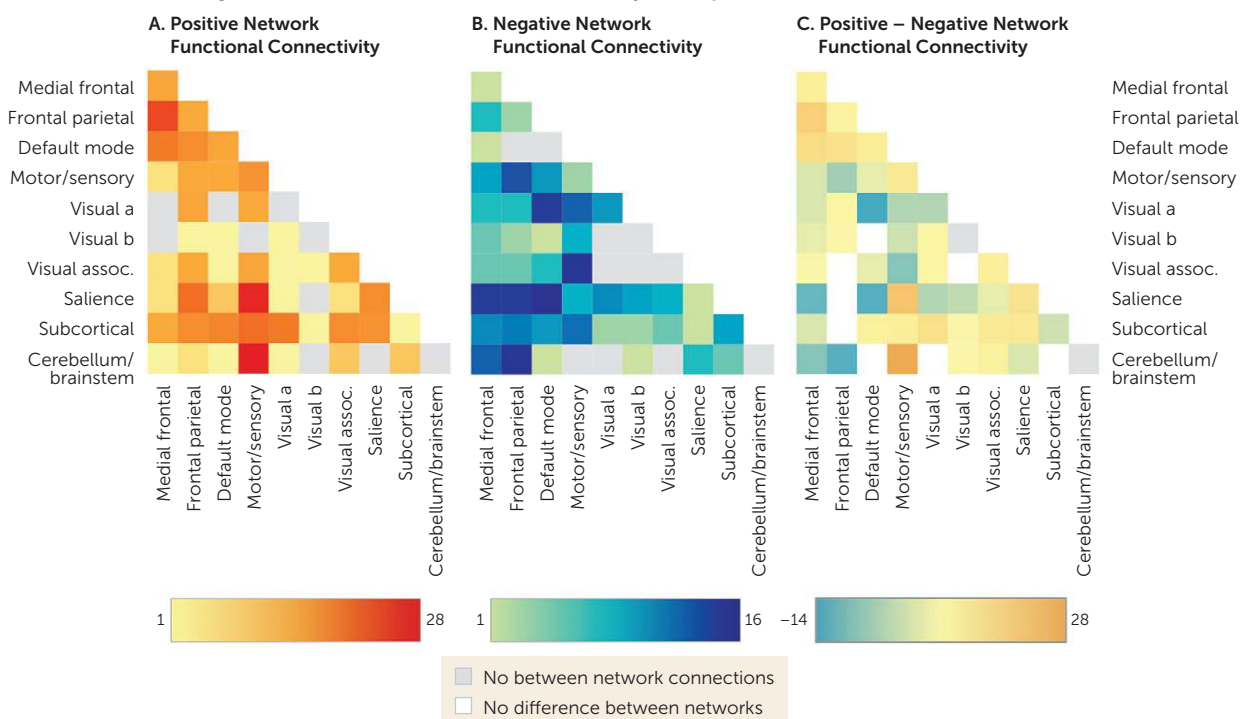 A. Positive Network
Functional Connectivity
B. Negative Network
Functional Connectivity
C. Positive – Negative Network
Functional Connectivity
Medial frontal
Frontal parietal
Default mode
Motor/sensory
Visual a
Visual b
Visual assoc.
Salience
Subcortical
Cerebellum/
brainstem
Medial frontal
Frontal parietal
Default mode
Motor/sensory
Visual a
Visual b
Visual assoc.
Salience
Subcortical
Cerebellum/
brainstem
Medial frontal
Frontal parietal
Default mode
Motor/sensory
Visual a
Visual b
Visual assoc.
Salience
Subcortical
Cerebellum/brainstem
Medial frontal
Frontal parietal
Default mode
Motor/sensory
Visual a
Visual b
Visual assoc.
Salience
Subcortical
Cerebellum/brainstem
Medial frontal
Frontal parietal
Default mode
Motor/sensory
Visual a
Visual b
Visual assoc.
Salience
Subcortical
Cerebellum/brainstem
1 28
1 16
–14 28
No between network connections
No difference between networks